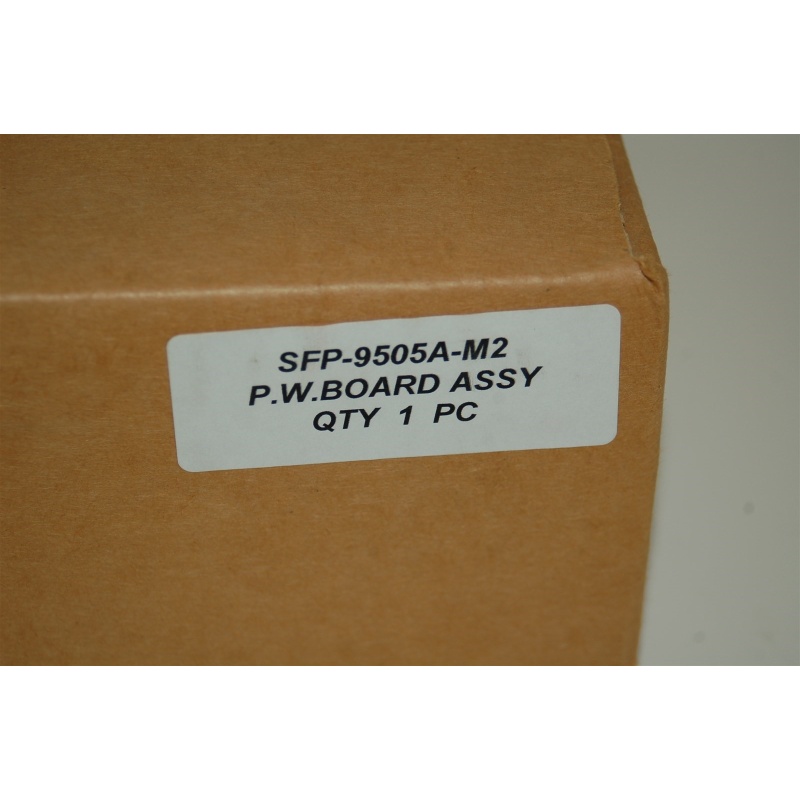 SFP-9505A-M2
P.W.BOARD ASSY
QTY 1 PC